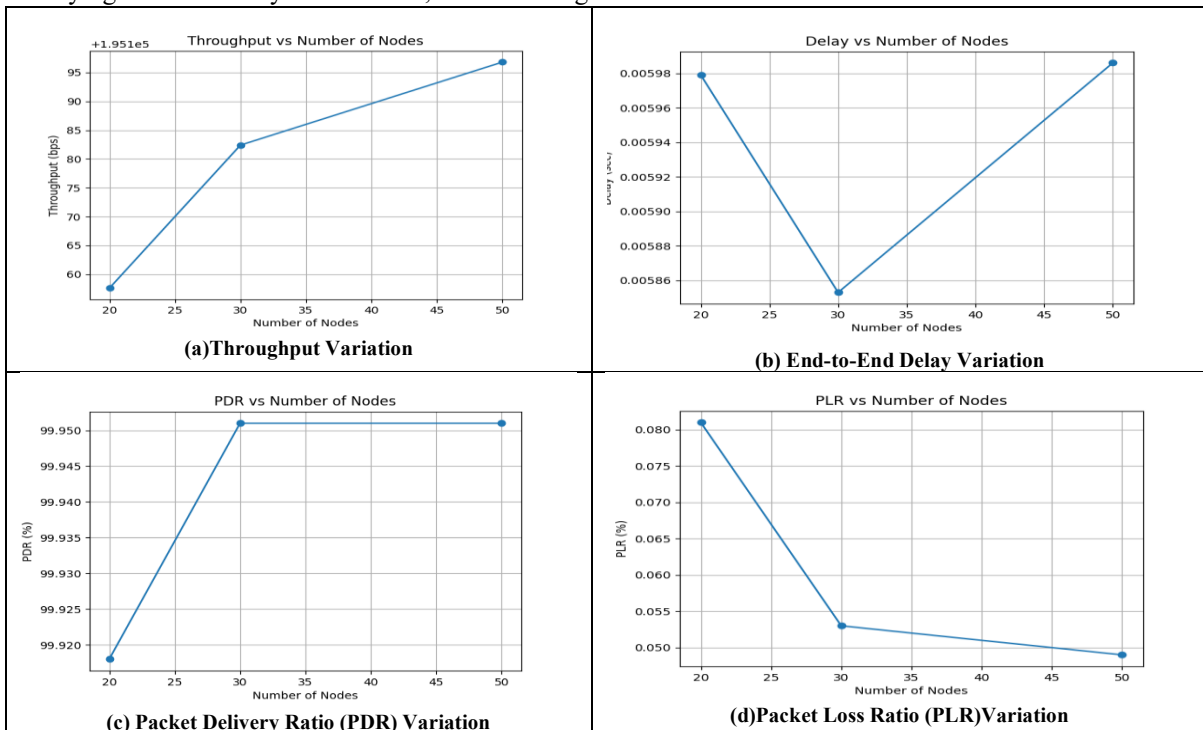 +1.951e5
Throughput vs Number of Nodes
95
90
85
80
75
70
65
60
Throughput (bps)
20 25 30 35 40 45 50
Number of Nodes
(a)Throughput Variation
Delay vs Number of Nodes
0.00598
0.00596
0.00594
0.00592
0.00590
0.00588
0.00586
20 25 30 35 40 45 50
Number of Nodes
(b) End-to-End Delay Variation
PDR vs Number of Nodes
99.950
99.945
99.940
99.935
99.930
99.925
99.920
PDR (%)
20 25 30 35 40 45 50
Number of Nodes
(c) Packet Delivery Ratio (PDR) Variation
PLR vs Number of Nodes
0.080
0.075
0.070
0.065
0.060
0.055
0.050
PLR (%)
20 25 30 35 40 45 50
Number of Nodes
(d)Packet Loss Ratio (PLR)Variation